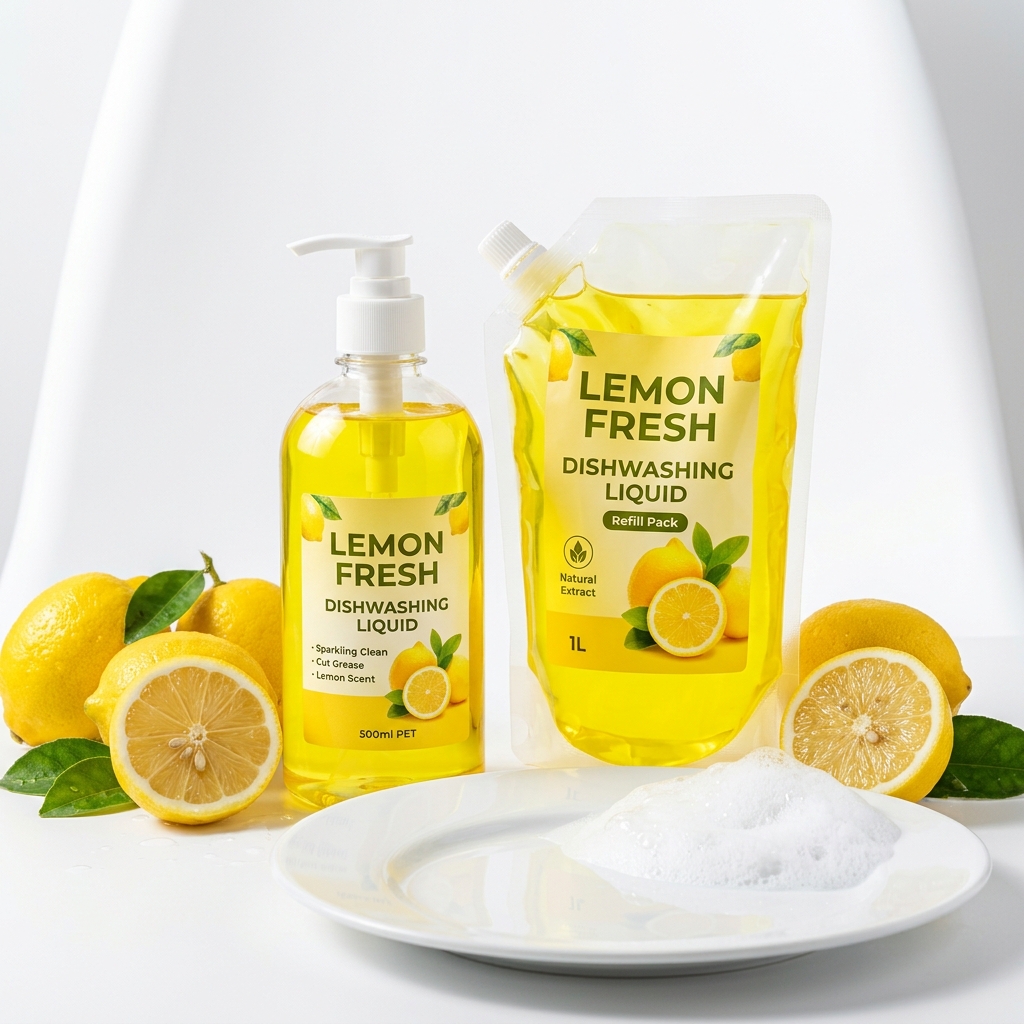 LEMON
FRESH
DISHWASHING
LIQUID
• Sparkling Clean
• Cut Grease
• Lemon Scent
500ml PET
LEMON
FRESH
DISHWASHING
LIQUID
Refill Pack
Natural
Extract
1L